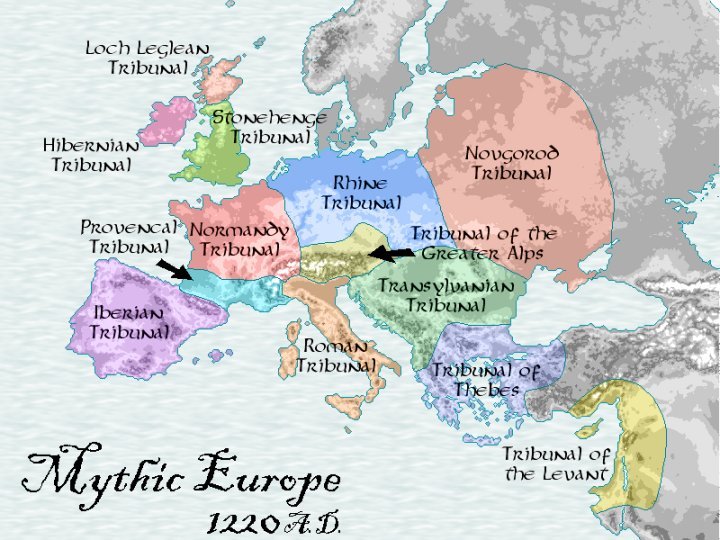 Loch Leglean
Tribunal
Stonehenge
Tribunal
Hibernian
Tribunal
Novgorod
Tribunal
Rhine
Tribunal
Provencal
Tribunal
Normandy
Tribunal
Tribunal of the
Greater Alps
Transylvanian
Tribunal
Iberian
Tribunal
Roman
Tribunal
Tribunal of
Thebes
Tribunal of
the Levant
Mythic Europe
1220 A.D.